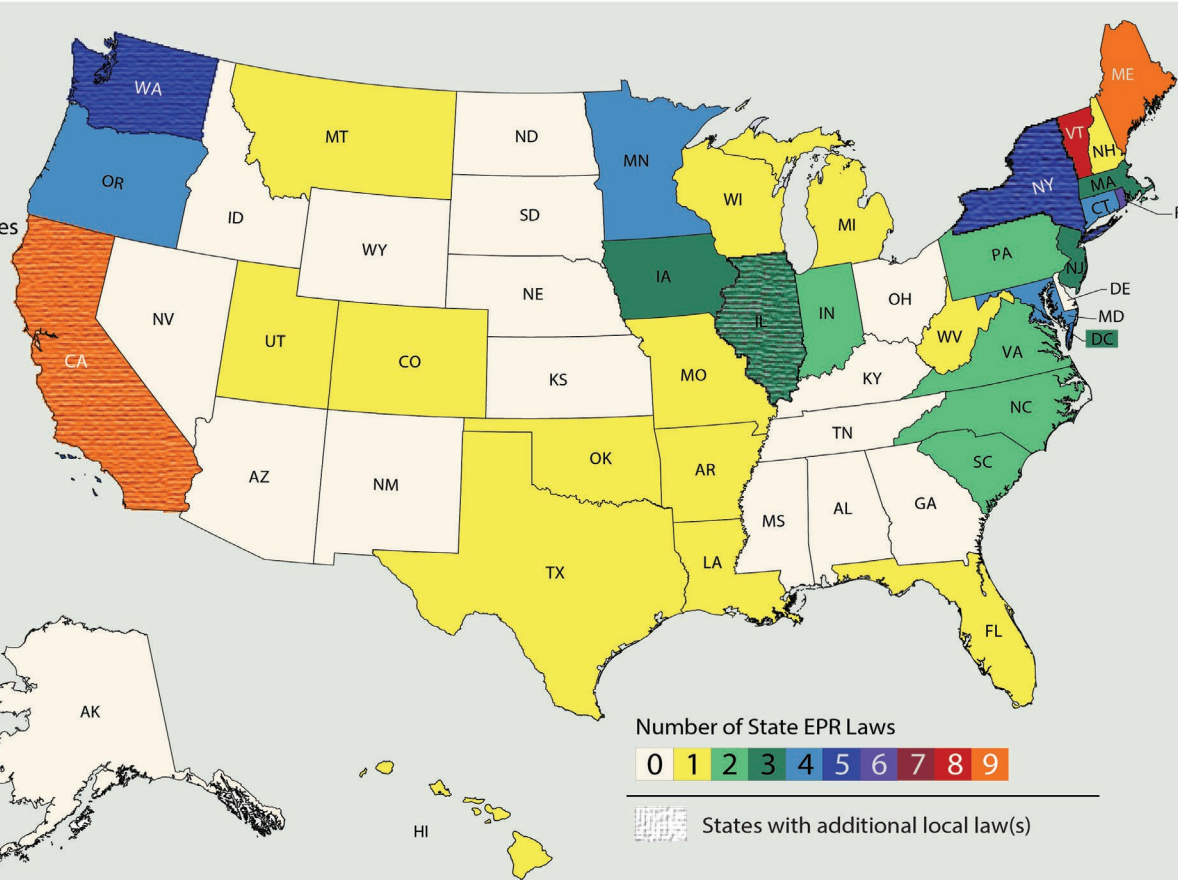 ME
WA
VT
MT
ND
NH
MN
OR
MA
NY
WI
CT
ID
SD
MI
es
WY
PA
NJ
IA
DE
NE
OH
IN
MD
NV
IL
WV
DC
UT
VA
CO
CA
MO
KS
KY
NC
TN
OK
SC
AR
AZ
NM
GA
AL
MS
LA
TX
FL
AK
Number of State EPR Laws
0 1 2 3 4 5 6 7 8 9
States with additional local law(s)
HI